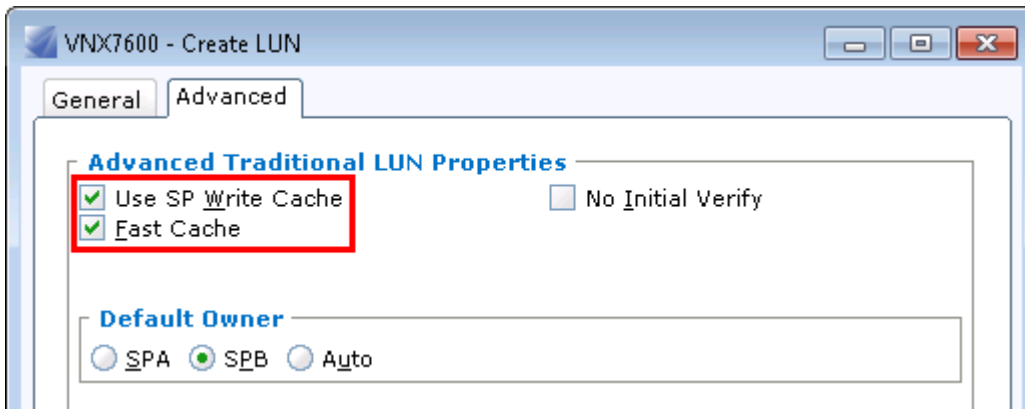 VNX7600 - Create LUN
General Advanced
Advanced Traditional LUN Properties
Use SP Write Cache No Initial Verify
Fast Cache
Default Owner
SPA SPB Auto